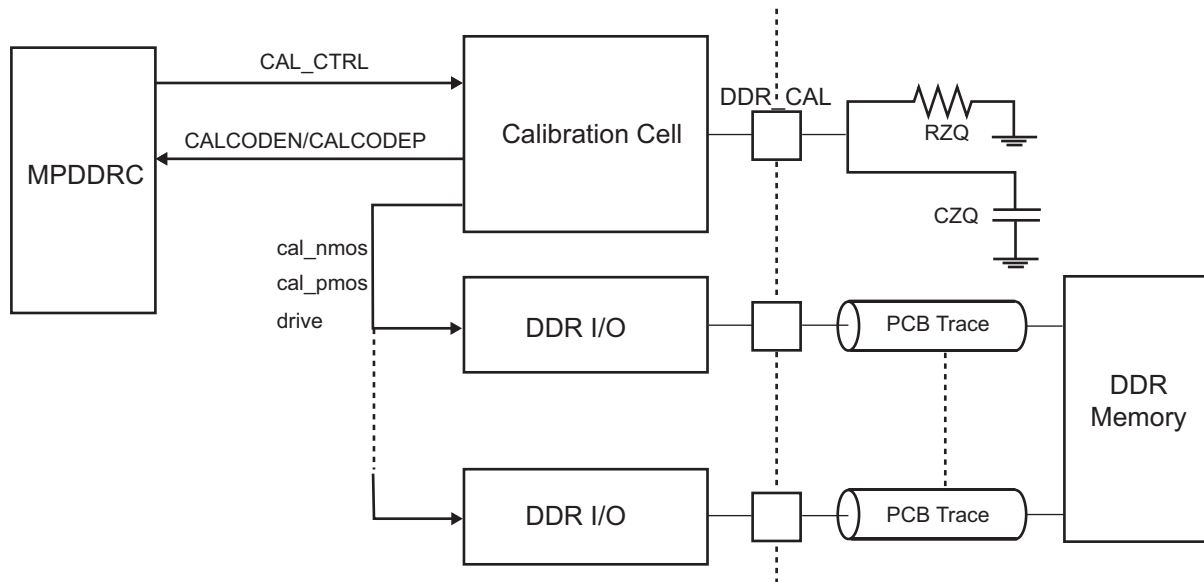 CAL_CTRL
DDR_CAL
RZQ
Calibration Cell
CALCODEN/CALCODEP
MPDDRC
CZQ
cal_nmos
cal_pmos
drive
DDR I/O
PCB Trace
DDR
Memory
DDR I/O
PCB Trace